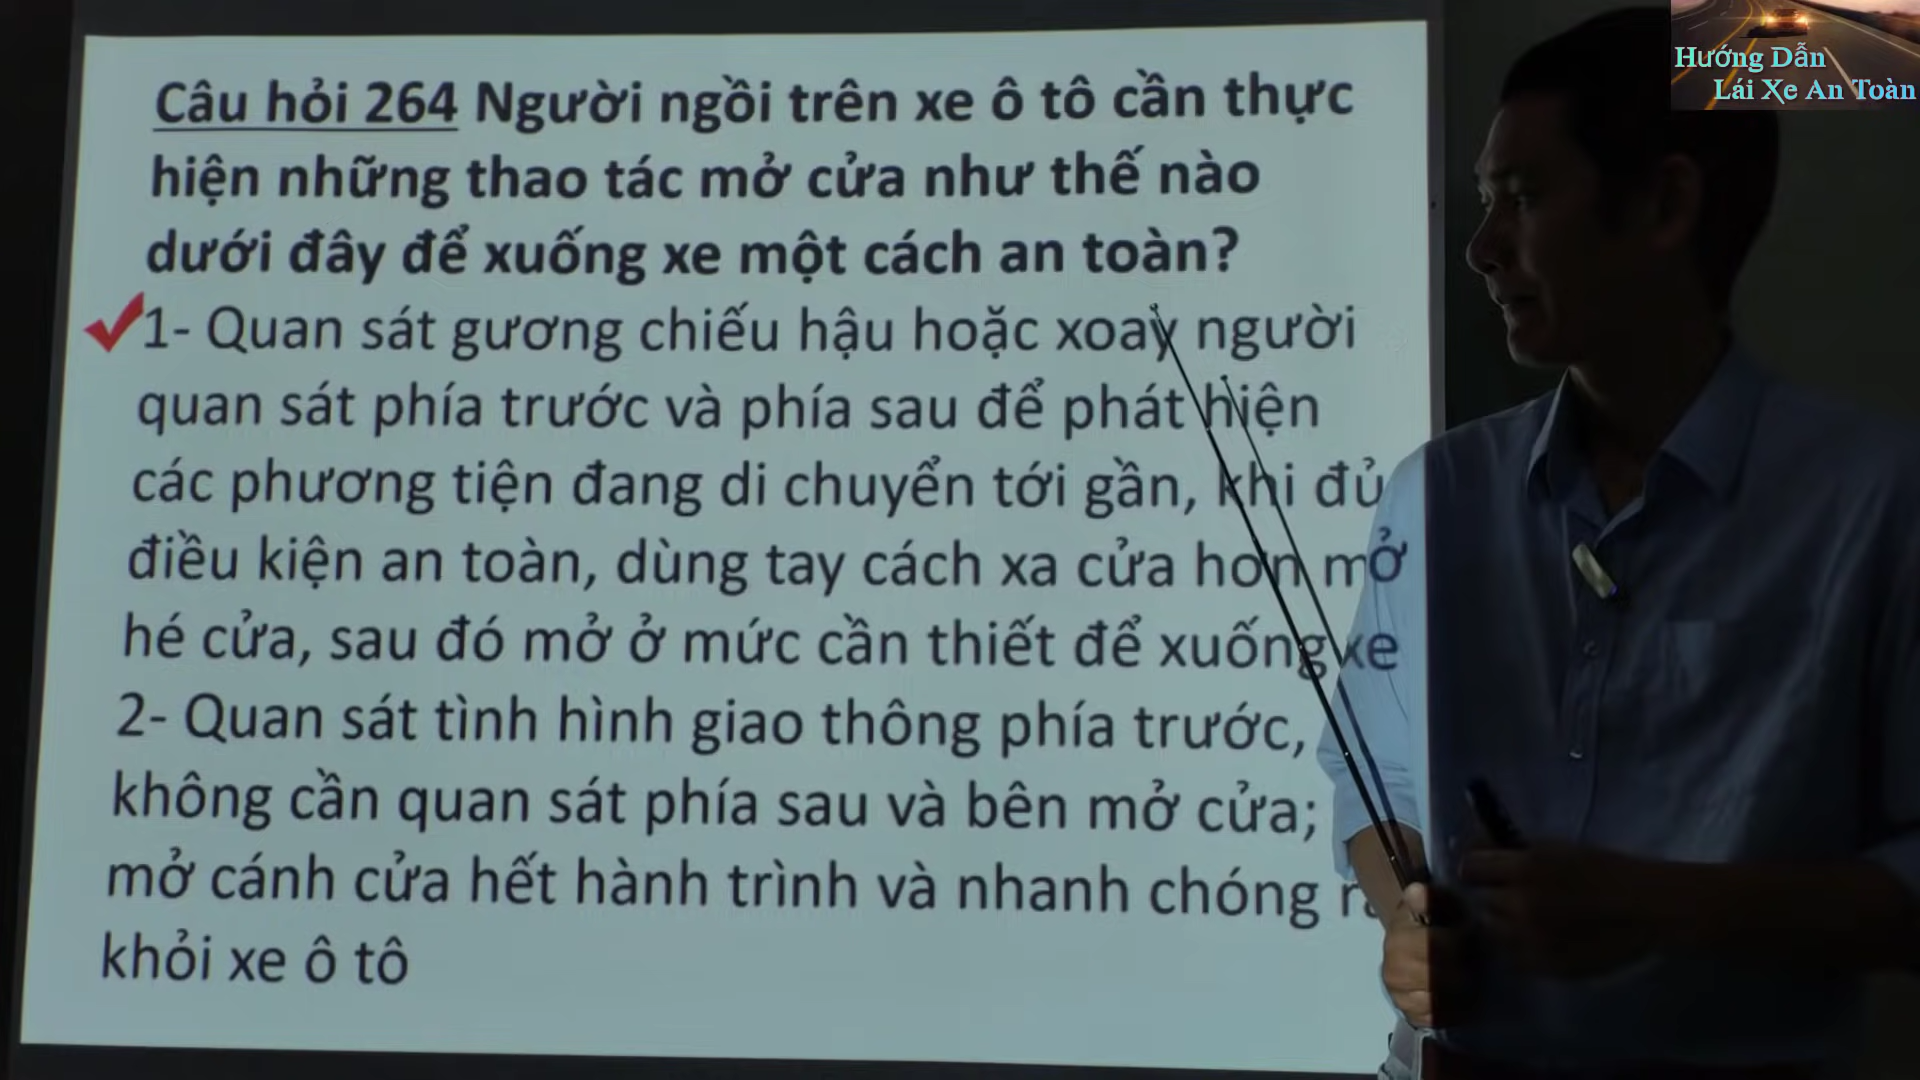 Hướng Dẫn
Lái Xe An Toàn
Câu hỏi 264 Người ngồi trên xe ô tô cần thực
hiện những thao tác mở cửa như thế nào
dưới đây để xuống xe một cách an toàn?
1- Quan sát gương chiếu hậu hoặc xoay người
quan sát phía trước và phía sau để phát hiện
các phương tiện đang di chuyển tới gần, khi đủ
điều kiện an toàn, dùng tay cách xa cửa hơn mở
hé cửa, sau đó mở ở mức cần thiết để xuống xe
2- Quan sát tình hình giao thông phía trước,
không cần quan sát phía sau và bên mở cửa;
mở cánh cửa hết hành trình và nhanh chóng
khỏi xe ô tô